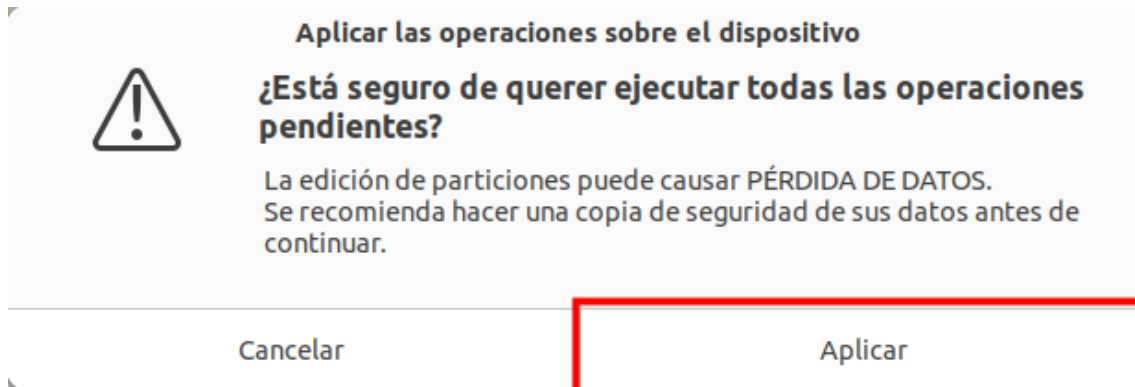 Aplicar las operaciones sobre el dispositivo
¿Está seguro de querer ejecutar todas las operaciones
pendientes?
La edición de particiones puede causar PÉRDIDA DE DATOS.
Se recomienda hacer una copia de seguridad de sus datos antes de
continuar.
Cancelar
Aplicar